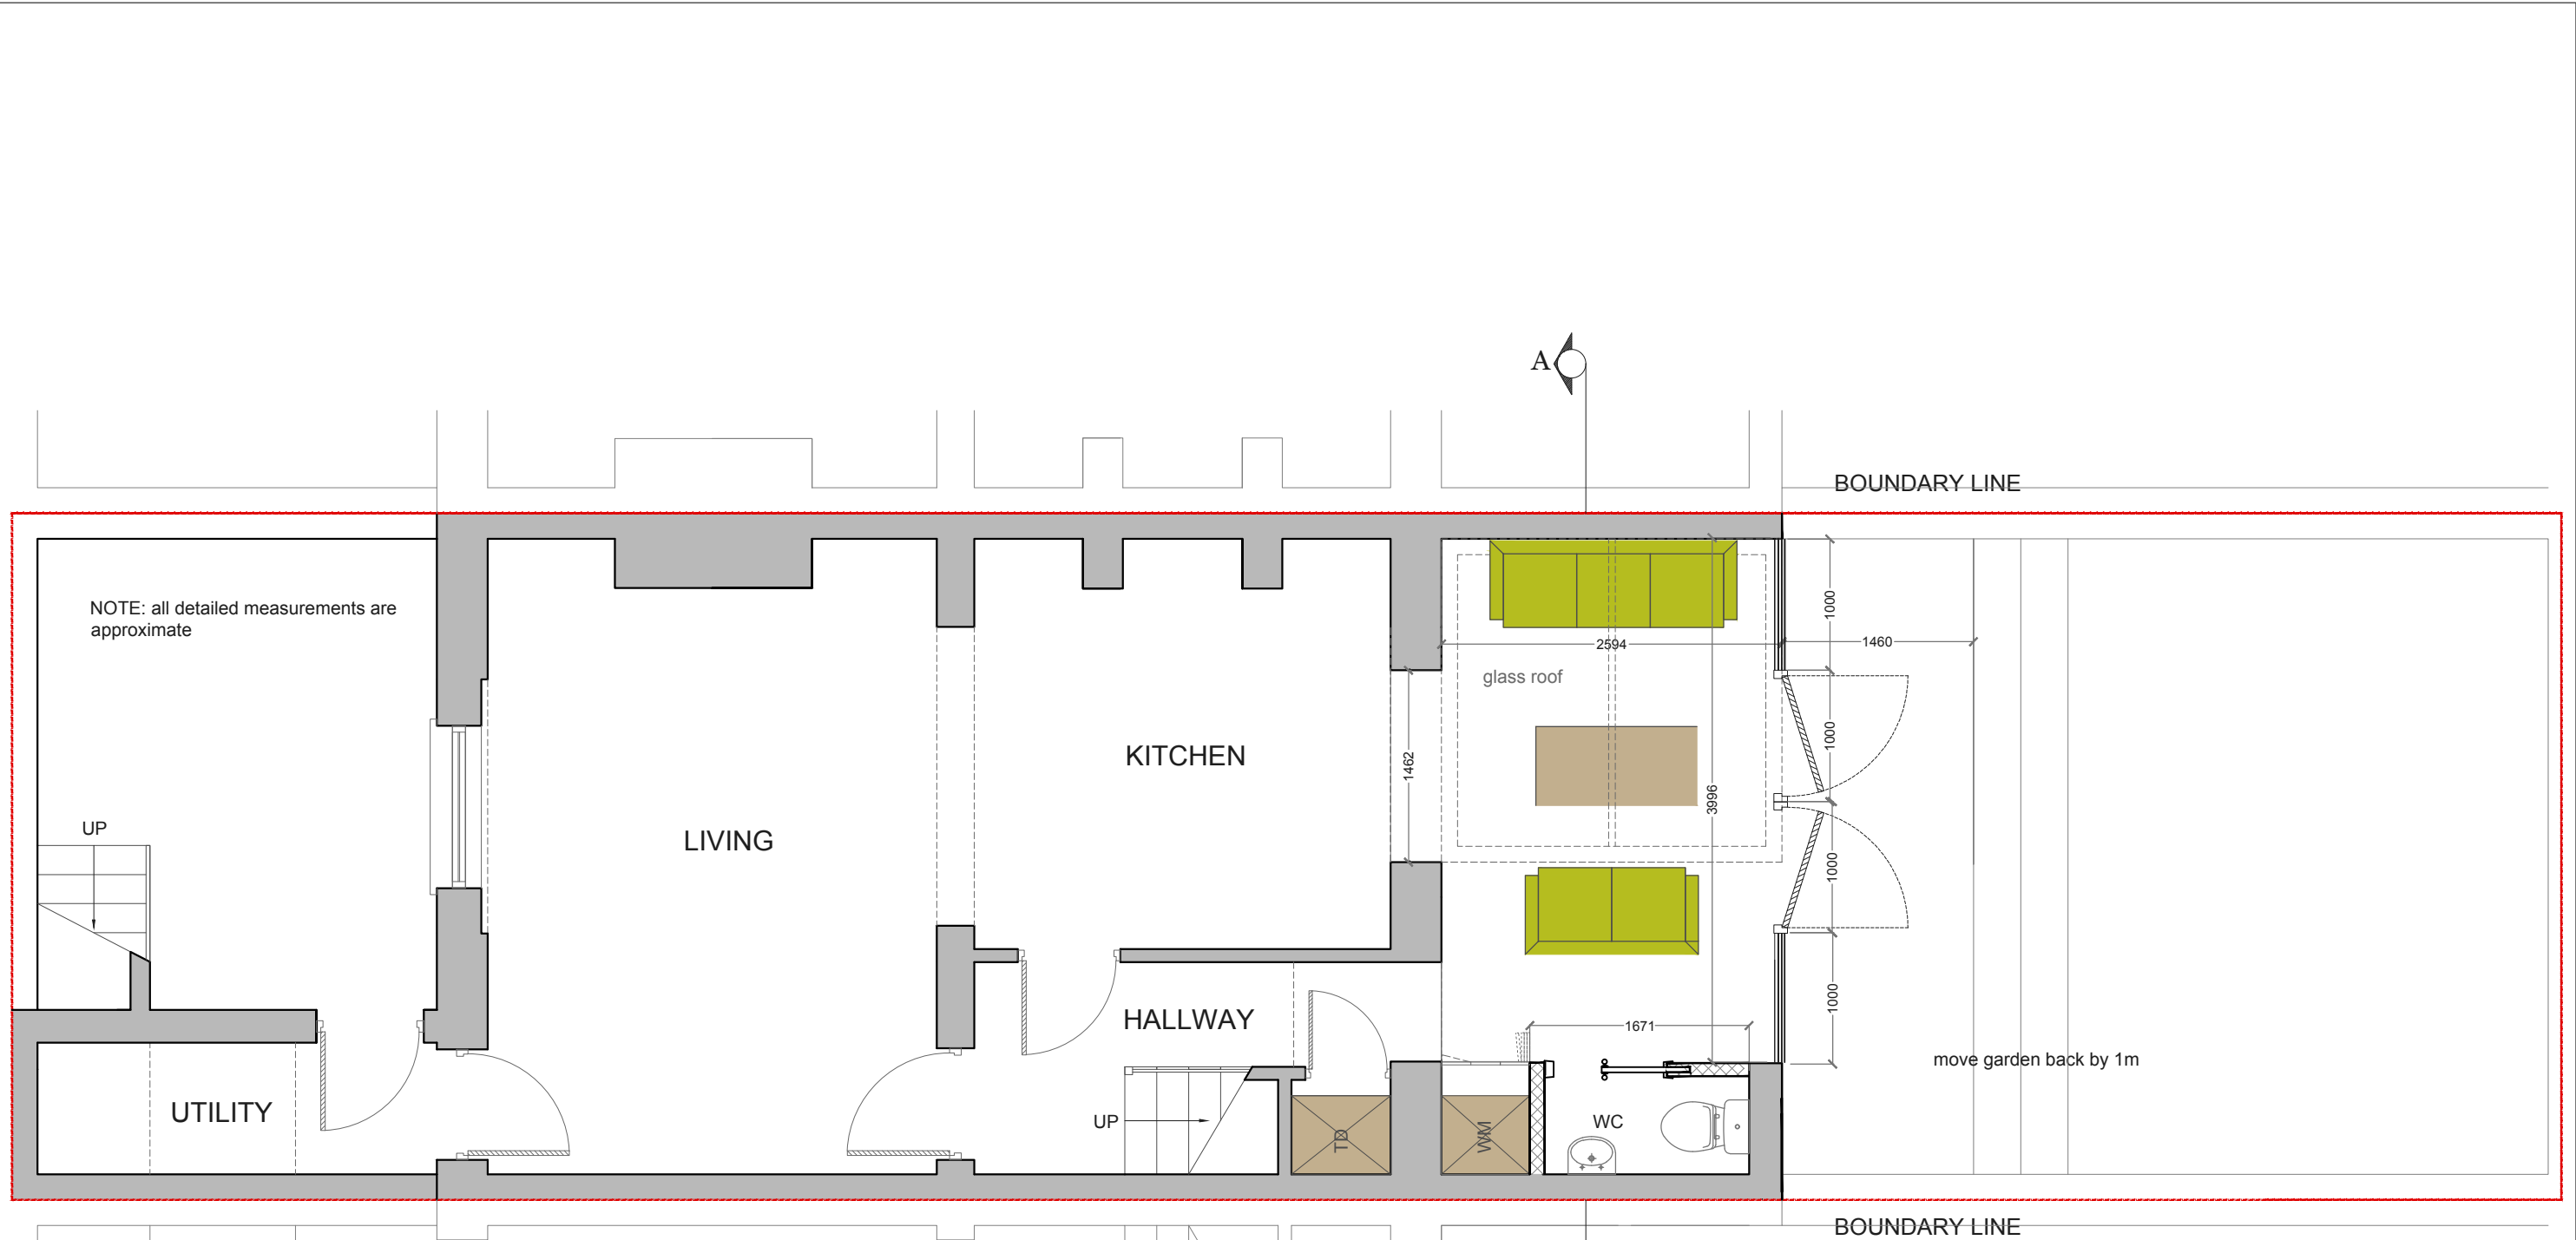 A
BOUNDARY LINE
NOTE: all detailed measurements are
approximate
1000
2594
1460
glass roof
1000
KITCHEN
1462
3996
UP
LIVING
1000
1000
HALLWAY
1671
move garden back by 1m
UTILITY
UP
TD
WM
WC
BOUNDARY LINE